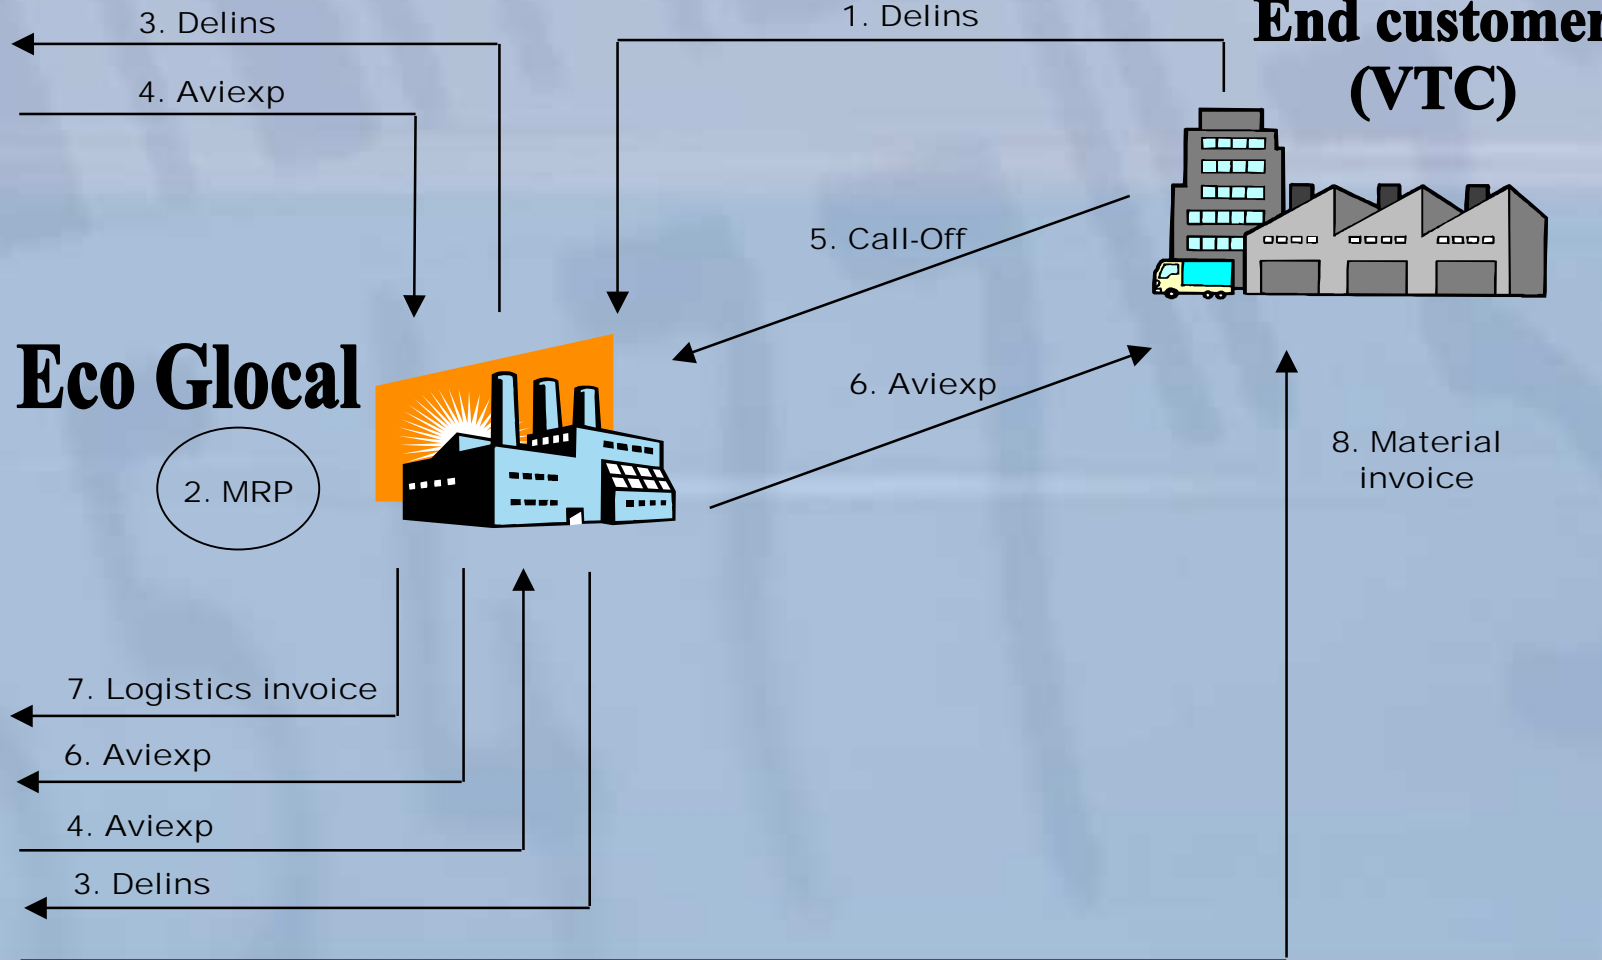 3. Delins
1. Delins
End customer
(VTC)
4. Aviexp
5. Call-Off
Eco Glocal
6. Aviexp
2. MRP
8. Material
invoice
7. Logistics invoice
6. Aviexp
4. Aviexp
3. Delins